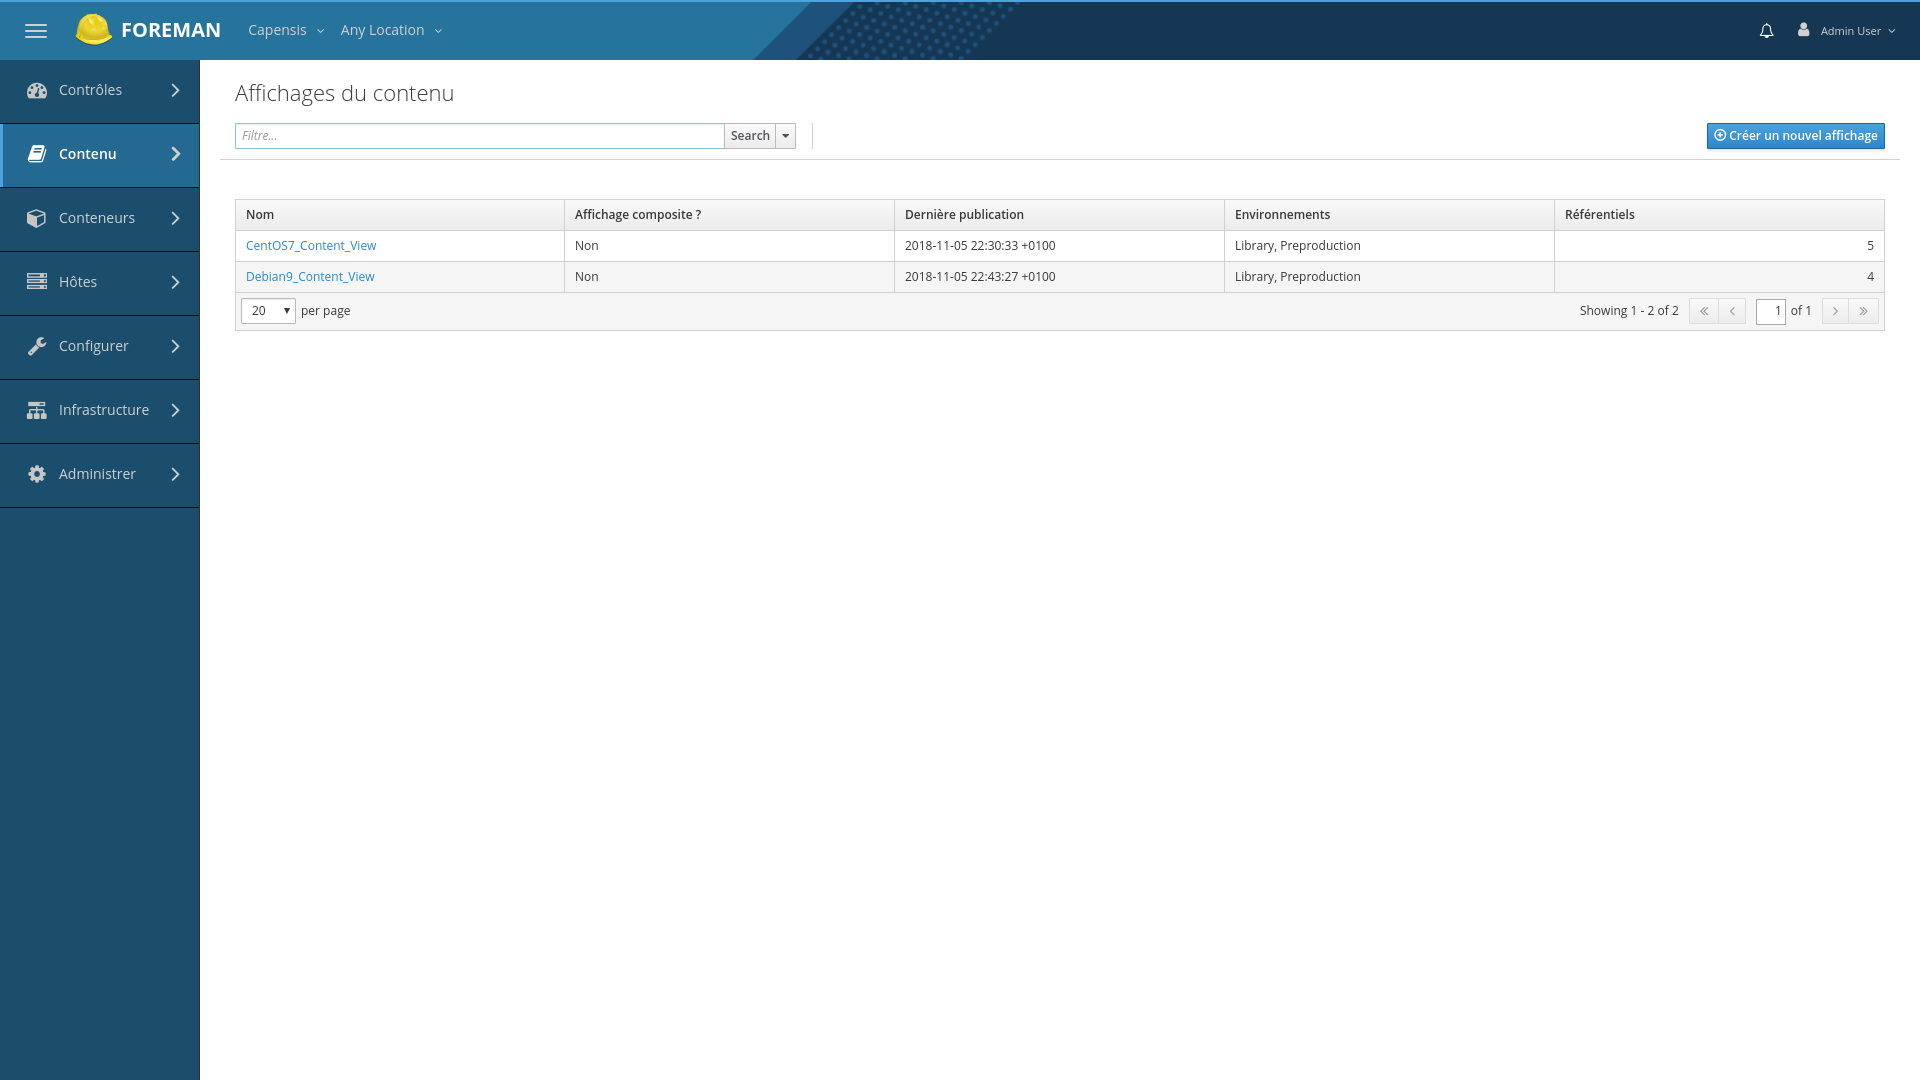 FOREMAN Capensis Any Location Admin User
Contrôles
Contenu
Conteneurs
Hôtes
Configurer
Infrastructure
Administrer
Affichages du contenu
Filtre... Search Créer un nouvel affichage
Nom Affichage composite ? Dernière publication Environnements Référentiels
CentOS7_Content_View Non 2018-11-05 22:30:33 +0100 Library, Preproduction 5
Debian9_Content_View Non 2018-11-05 22:43:27 +0100 Library, Preproduction 4
20 per page Showing 1 - 2 of 2 1 of 1